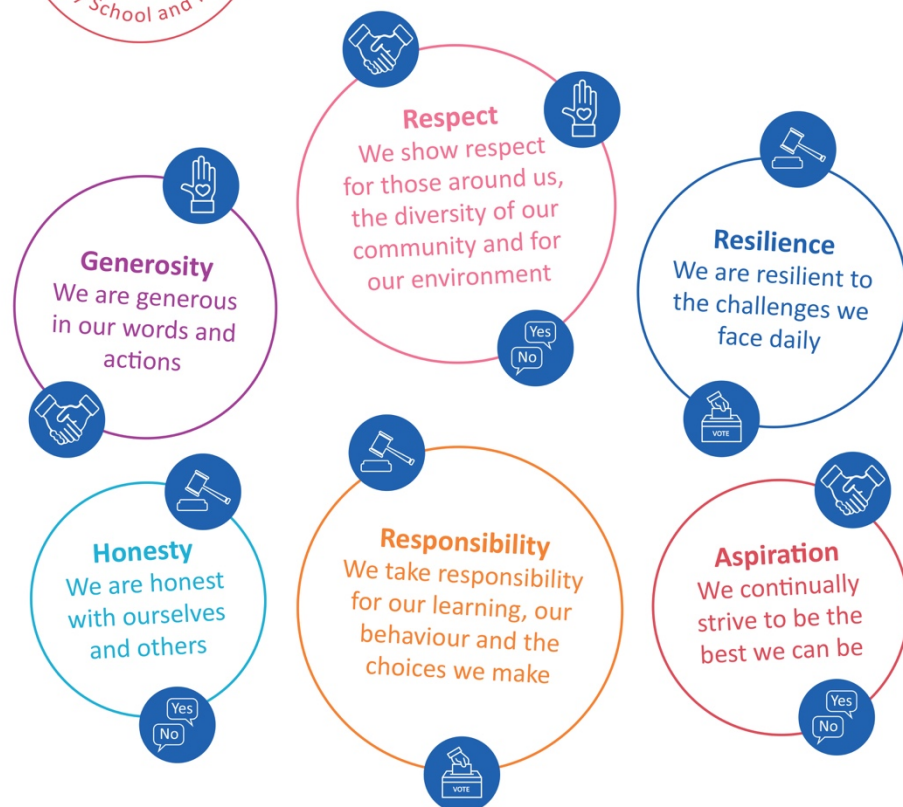 School and
Respect
We show respect
for those around us,
the diversity of our
community and for
our environment
Yes
No
Generosity
We are generous
in our words and
actions
Resilience
We are resilient to
the challenges we
face daily
VOTE
Honesty
We are honest
with ourselves
and others
Yes
No
Responsibility
We take responsibility
for our learning, our
behaviour and the
choices we make
VOTE
Aspiration
We continually
strive to be the
best we can be
Yes
No